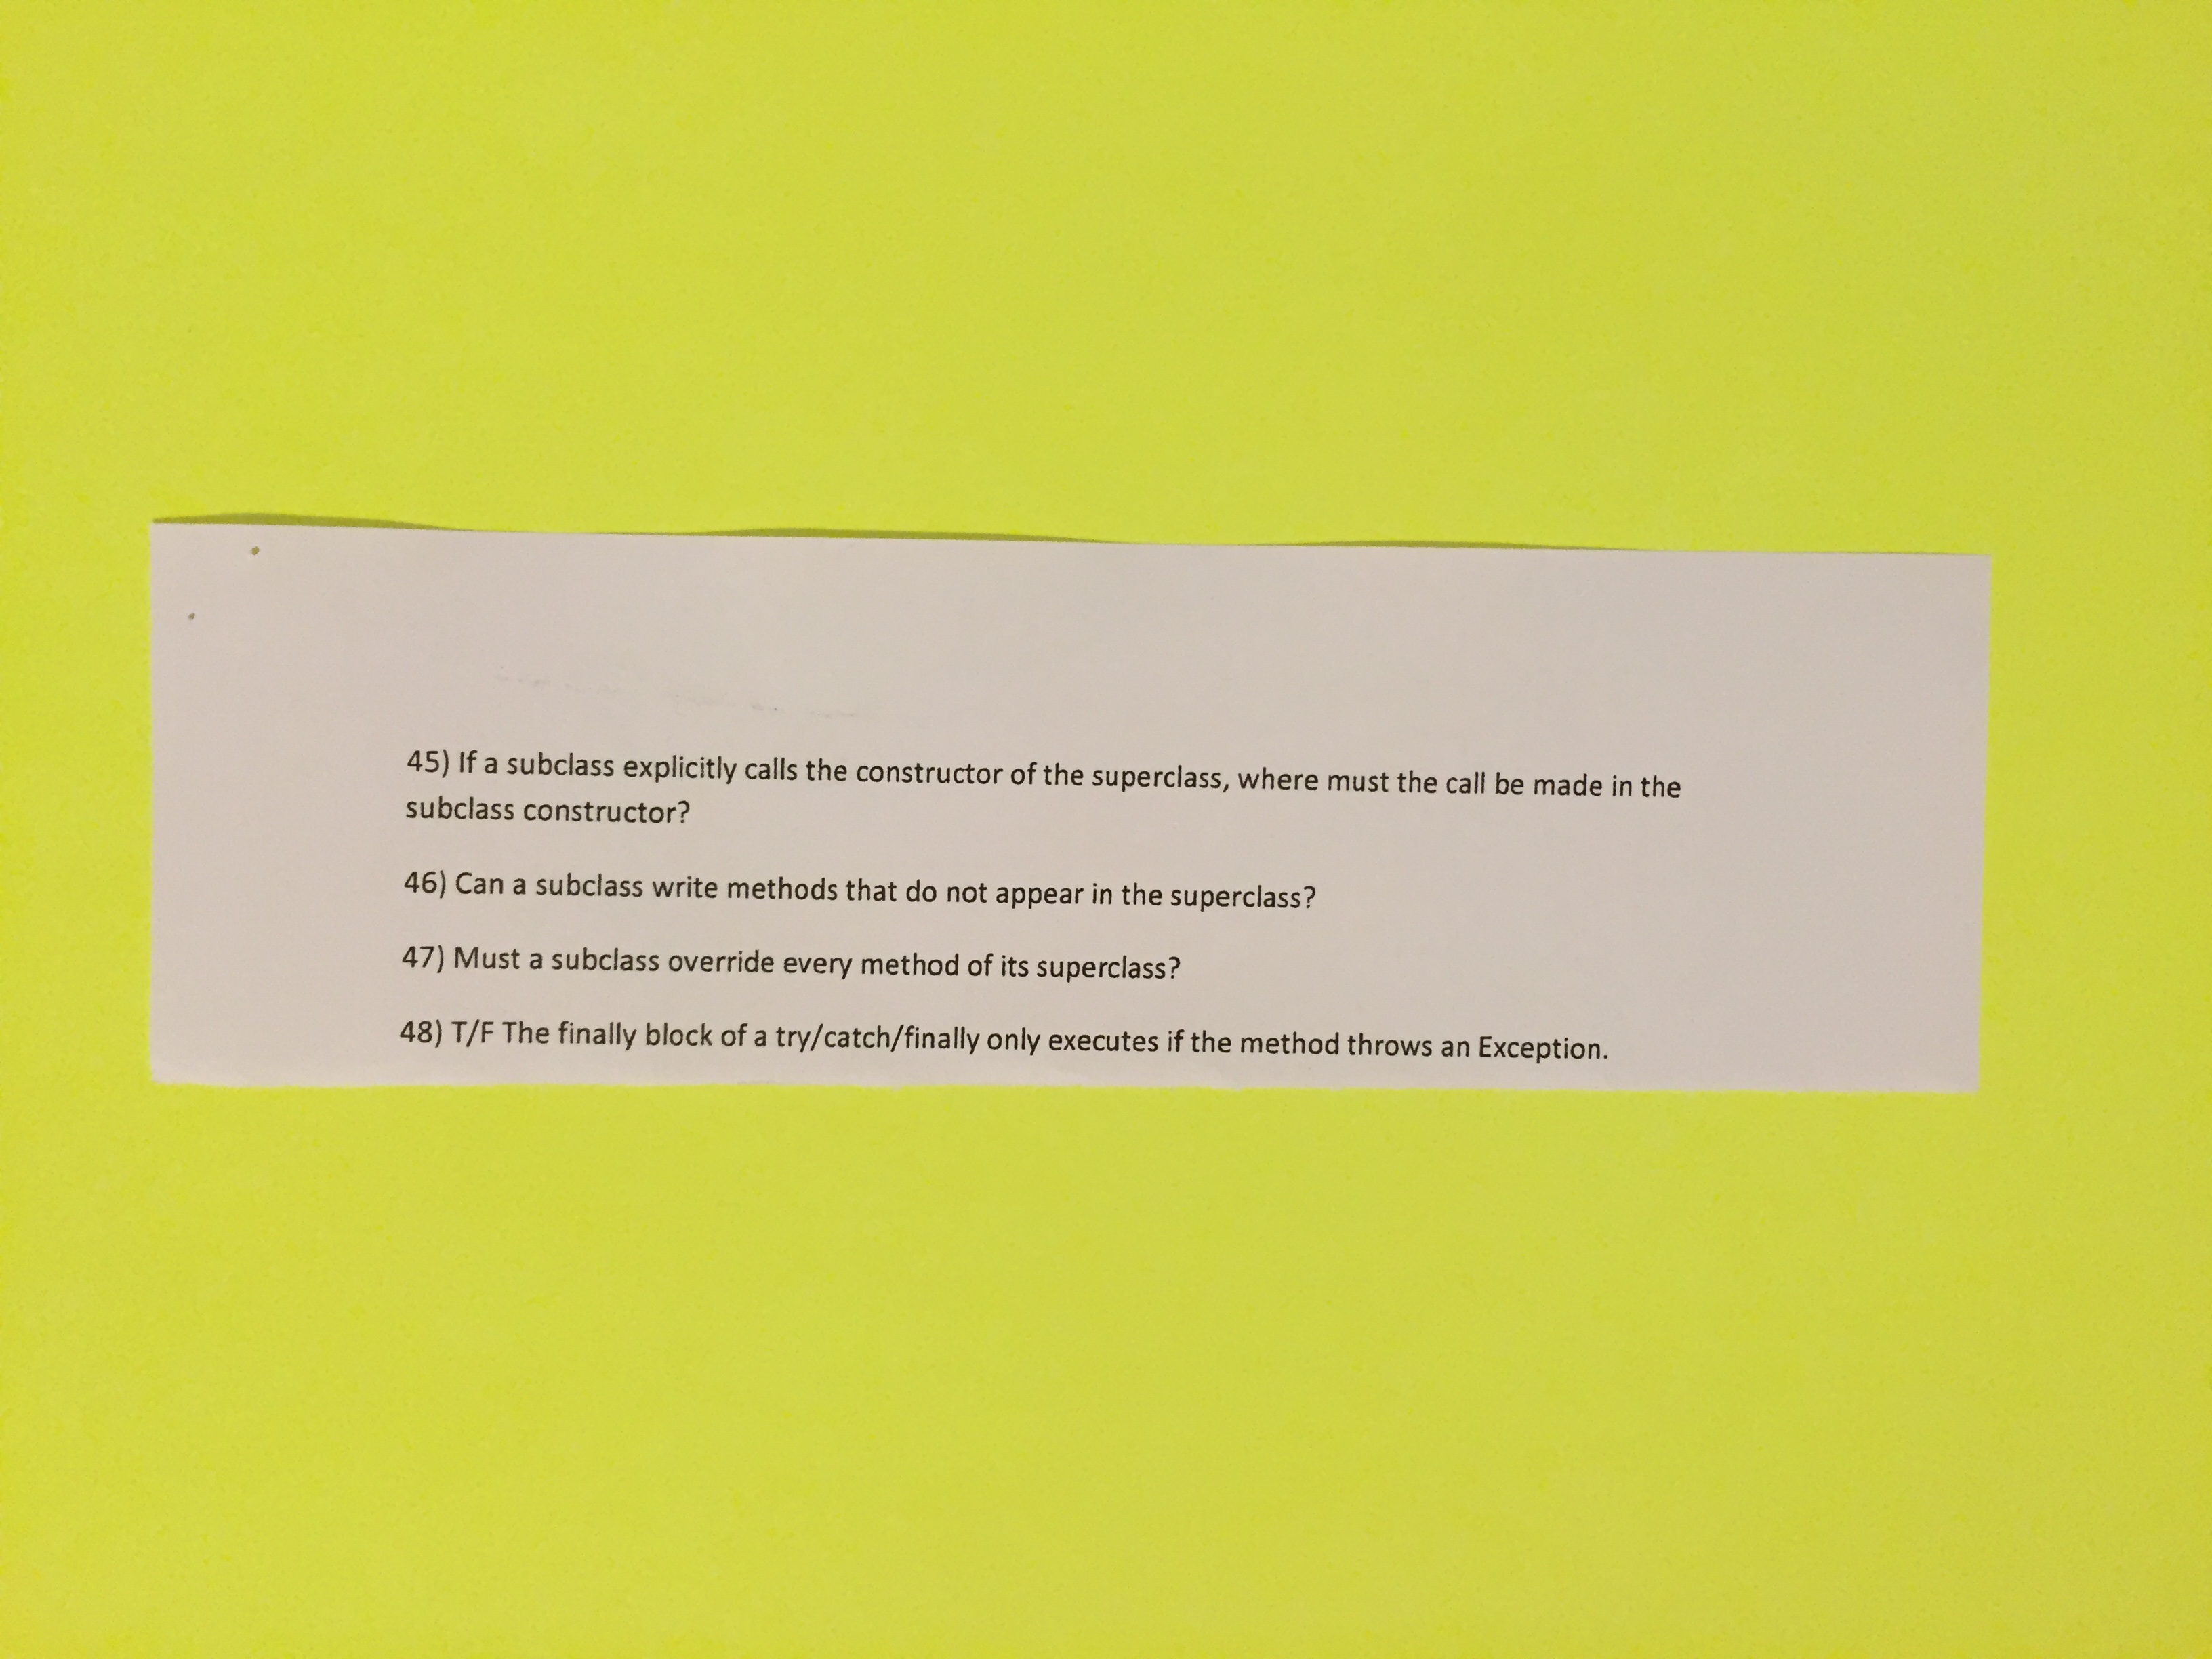 45) If a subclass explicitly calls the constructor of the superclass, where must the call be made in the
subclass constructor?
46) Can a subclass write methods that do not appear in the superclass?
47) Must a subclass override every method of its superclass?
48) T/F The finally block of a try/catch/finally only executes if the method throws an Exception.